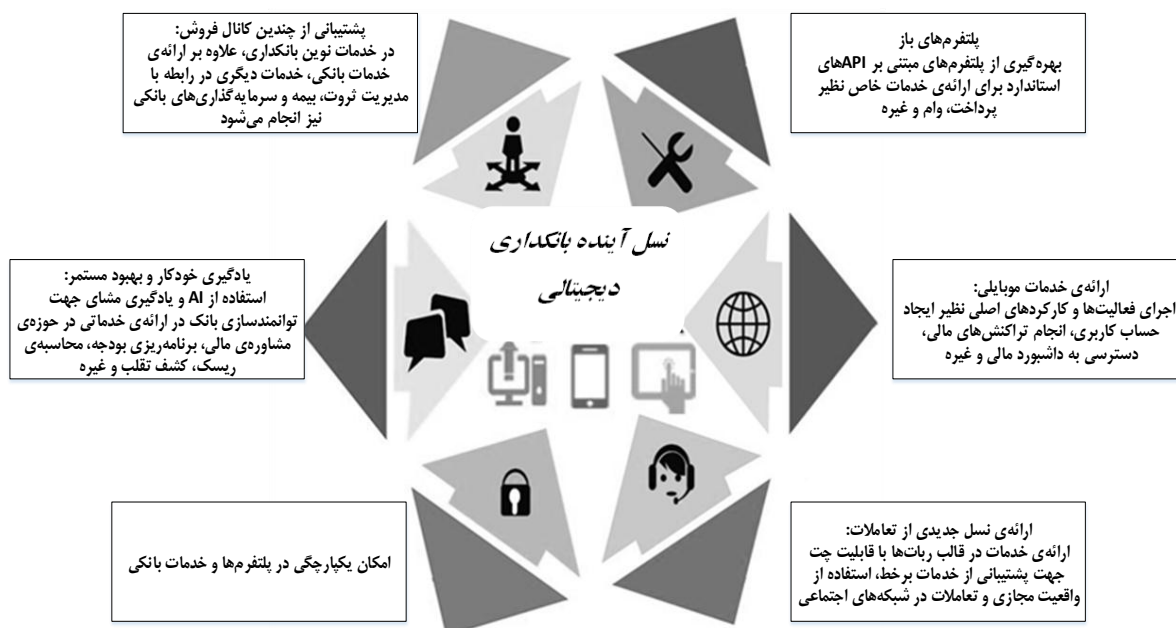 پلتفرم‌های باز
بهره‌گیری از پلتفرم‌های مبتنی بر APIهای
استاندارد برای ارائه‌ی خدمات خاص نظیر
پرداخت، وام و غیره
پشتیبانی از چندین کانال فروش:
در خدمات نوین بانکداری، علاوه بر ارائه‌ی
خدمات بانکی، خدمات دیگری در رابطه با
مدیریت ثروت، بیمه و سرمایه‌گذاری‌های بانکی
نیز انجام می‌شود
نسل آینده بانکداری
دیجیتالی
ارائه‌ی خدمات موبایلی:
اجرای فعالیت‌ها و کارکردهای اصلی نظیر ایجاد
حساب کاربری، انجام تراکنش‌های مالی،
دسترسی به داشبورد مالی و غیره
یادگیری خودکار و بهبود مستمر:
استفاده از AI و یادگیری مشای جهت
توانمندسازی بانک در ارائه‌ی خدماتی در حوزه‌ی
مشاوره‌ی مالی، برنامه‌ریزی بودجه، محاسبه‌ی
ریسک، کشف تقلب و غیره
ارائه‌ی نسل جدیدی از تعاملات:
ارائه‌ی خدمات در قالب ربات‌ها با قابلیت چت
جهت پشتیبانی از خدمات برخط، استفاده از
واقعیت مجازی و تعاملات در شبکه‌های اجتماعی
امکان یکپارچگی در پلتفرم‌ها و خدمات بانکی